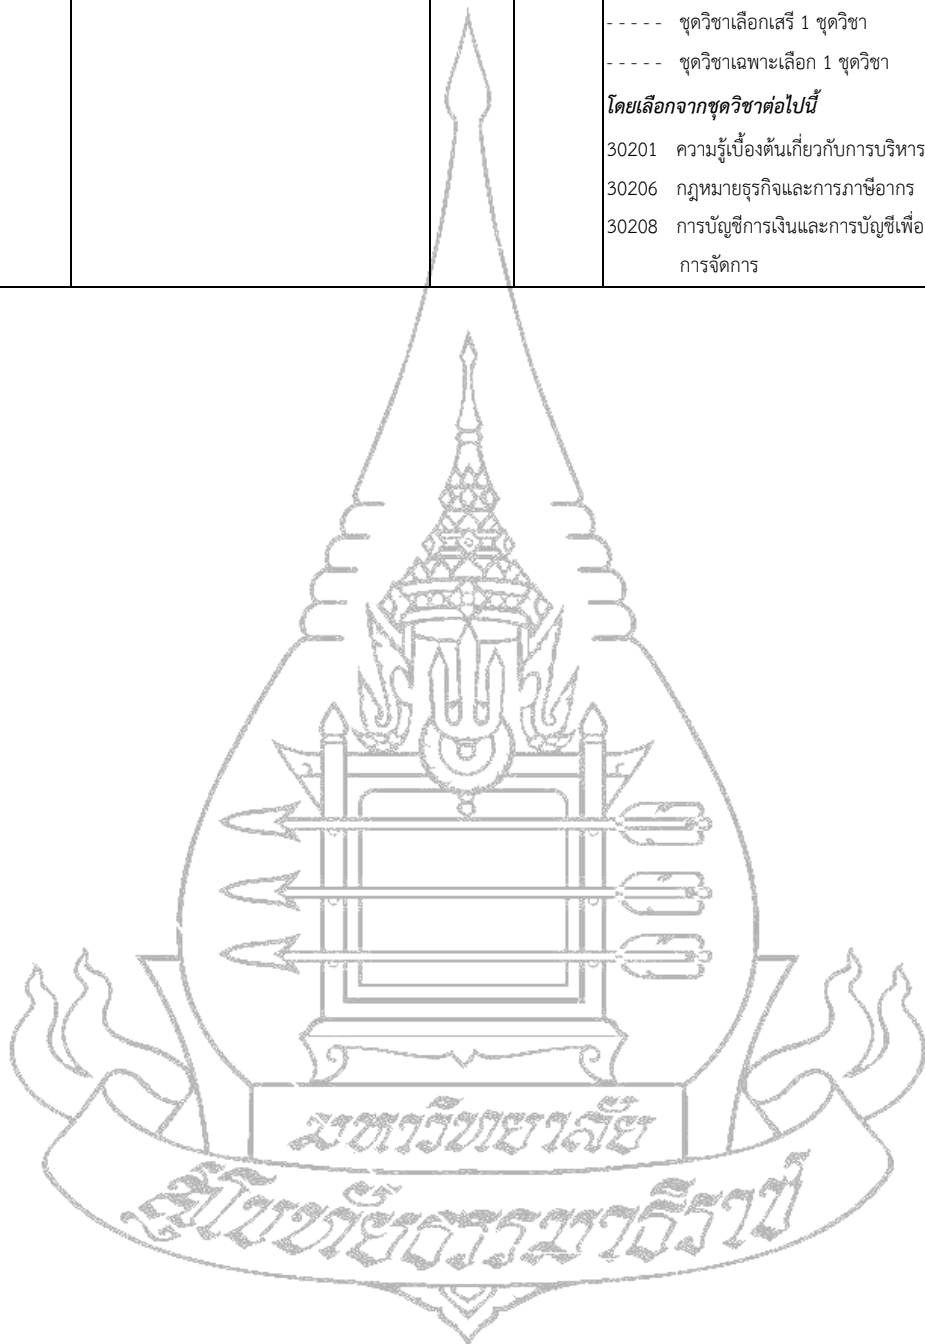 - - - - - ชุดวิชาเลือกเสรี 1 ชุดวิชา
- - - - - ชุดวิชาเฉพาะเลือก 1 ชุดวิชา
โดยเลือกจากชุดวิชาต่อไปนี้
30201 ความรู้เบื้องต้นเกี่ยวกับการบริหาร
30206 กฎหมายธุรกิจและการภาษีอากร
30208 การบัญชีการเงินและการบัญชีเพื่อ
การจัดการ
มหาวิทยาลัย
สุโขทัยธรรมาธิราช